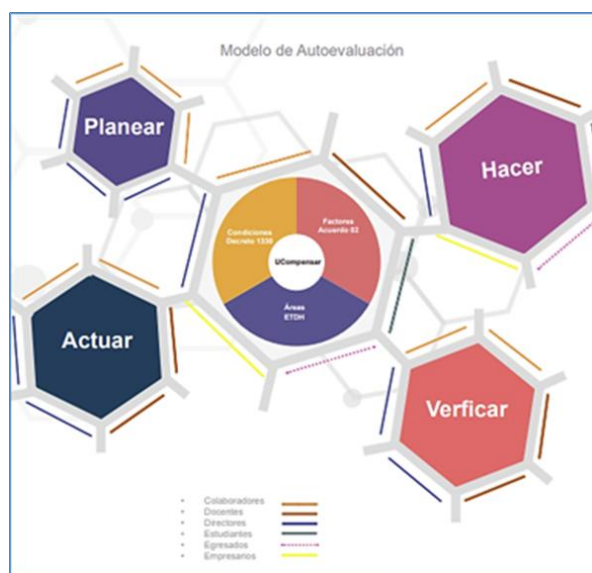 Modelo de Autoevaluación
Planear
Hacer
Condiciones
Decreto 1330
Factores
Acuerdo 02
UCompensar
Áreas
ETDH
Actuar
Verficar
Colaboradores
Docentes
Directores
Estudiantes
Egresados
Empresarios